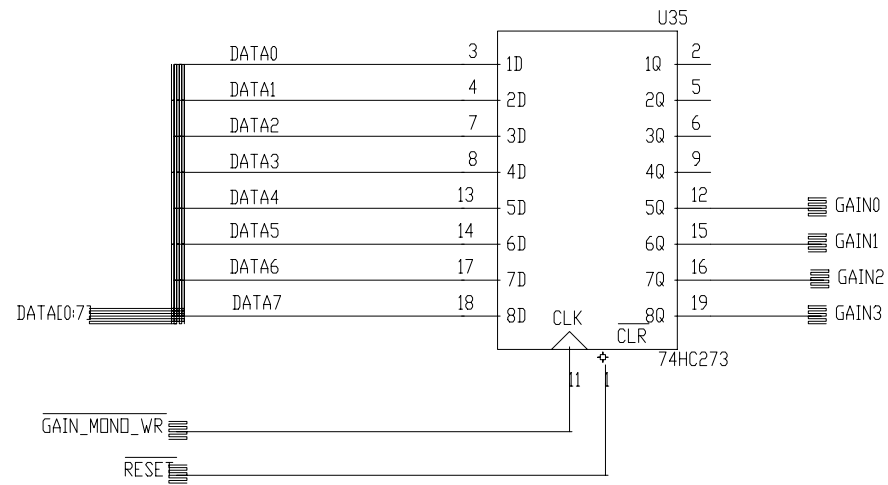 U35
DATA0 3 1D 1Q 2
DATA1 4 2D 2Q 5
DATA2 7 3D 3Q 6
DATA3 8 4D 4Q 9
DATA4 13 5D 5Q 12 GAIN0
DATA5 14 6D 6Q 15 GAIN1
DATA6 17 7D 7Q 16 GAIN2
DATA[0:7] DATA7 18 8D 8Q 19 GAIN3
CLK CLR
74HC273
11 1
GAIN_MONO_WR
RESET